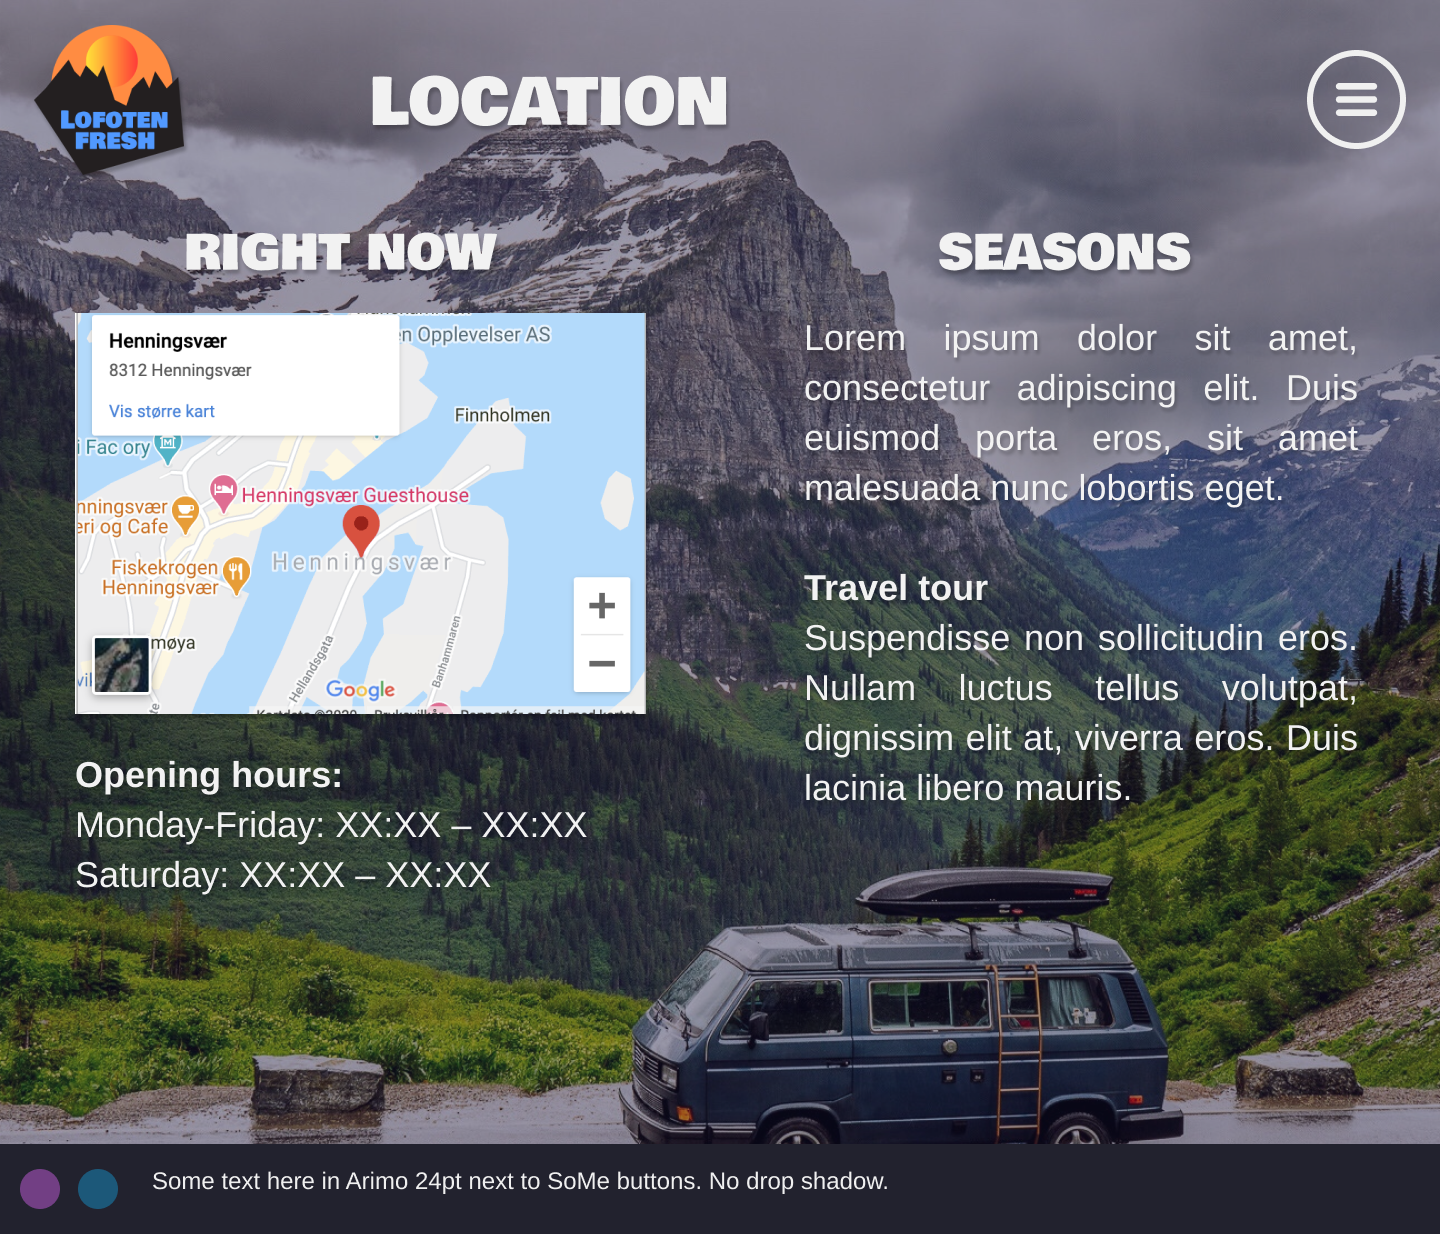 LOFOTEN
FRESH
LOCATION
RIGHT NOW
SEASONS
Henningsvær
8312 Henningsvær
Vis større kart
en Opplevelser AS
Finnholmen
i Fac ory
Henningsvær Guesthouse
nningsvær
eri og Cafe
Henningsvær
Fiskekrogen
Henningsvær
møya
Hellandsgata
Banhammaren
Google
Opening hours:
Monday-Friday: XX:XX – XX:XX
Saturday: XX:XX – XX:XX
Lorem ipsum dolor sit amet,
consectetur adipiscing elit. Duis
euismod porta eros, sit amet
malesuada nunc lobortis eget.
Travel tour
Suspendisse non sollicitudin eros.
Nullam luctus tellus volutpat,
dignissim elit at, viverra eros. Duis
lacinia libero mauris.
Some text here in Arimo 24pt next to SoMe buttons. No drop shadow.